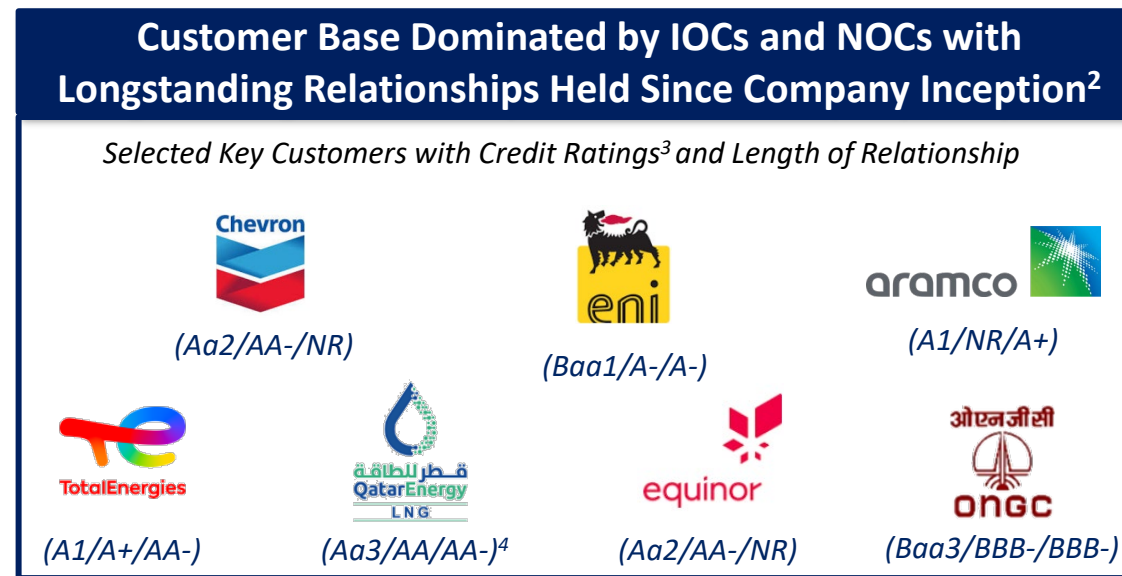 Customer Base Dominated by IOCs and NOCs with
Longstanding Relationships Held Since Company Inception²
Selected Key Customers with Credit Ratings³ and Length of Relationship
Chevron
(Aa2/AA-/NR)
eni
(Baa1/A-/A-)
aramco
(A1/NR/A+)
TotalEnergies
(A1/A+/AA-)
قطر للطاقة
QatarEnergy
LNG
(Aa3/AA/AA-)⁴
equinor
(Aa2/AA-/NR)
ओएनजीसी
ongc
(Baa3/BBB-/BBB-)